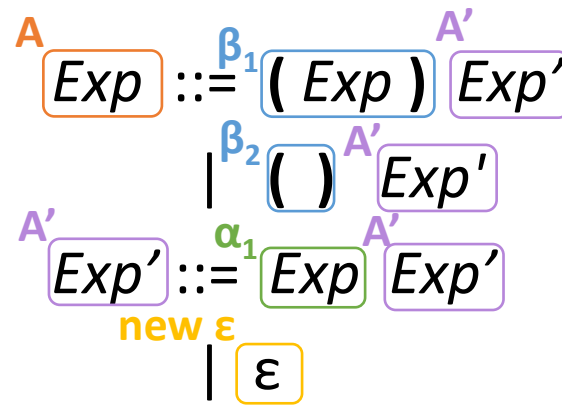 A β₁ A'
Exp ::= ( Exp ) Exp'
β₂ A'
| ( ) Exp'
A' α₁ A'
Exp' ::= Exp Exp'
new ε
| ε